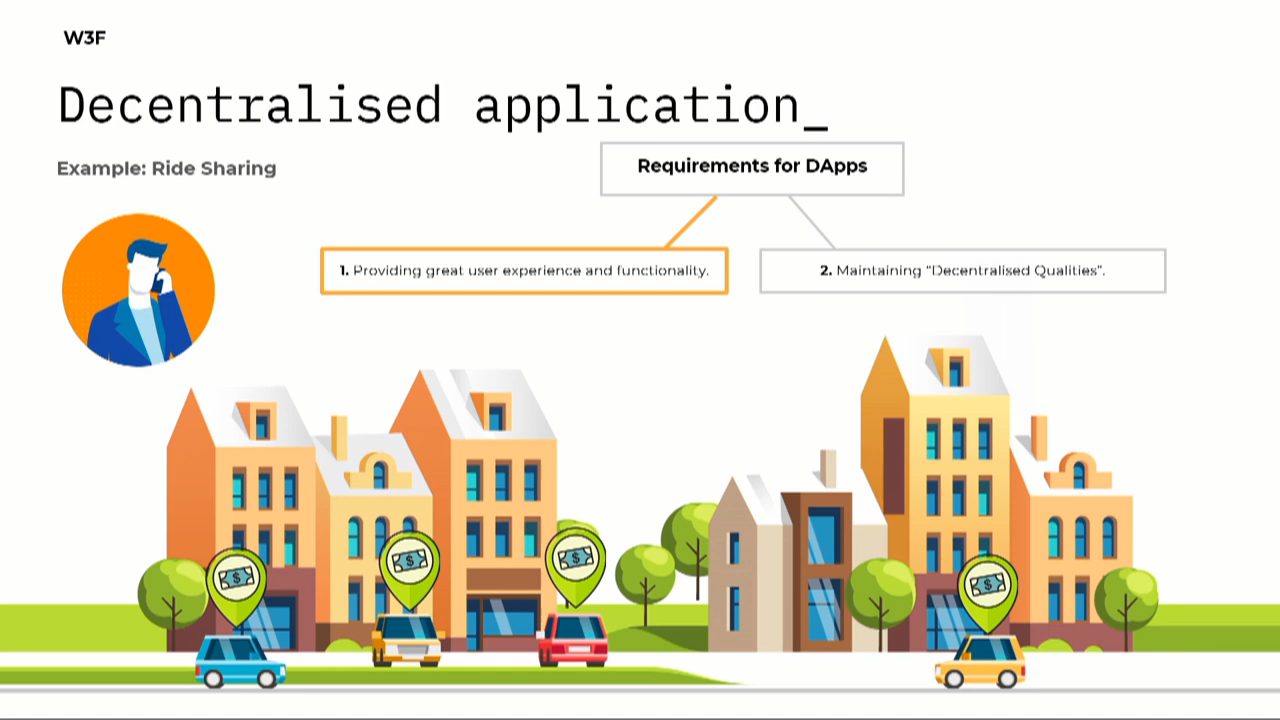 W3F
Decentralised application_
Example: Ride Sharing
Requirements for DApps
1. Providing great user experience and functionality.
2. Maintaining "Decentralised Qualities".
$
$
$
$